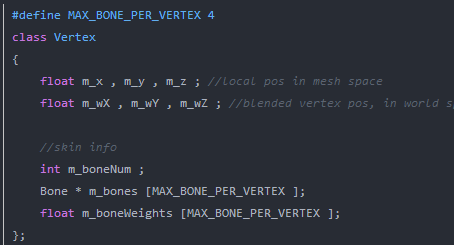 #define MAX_BONE_PER_VERTEX 4
class Vertex
{
float m_x , m_y , m_z ; //local pos in mesh space
float m_wX , m_wY , m_wZ ; //blended vertex pos, in world
//skin info
int m_boneNum ;
Bone * m_bones [MAX_BONE_PER_VERTEX ];
float m_boneWeights [MAX_BONE_PER_VERTEX ];
};